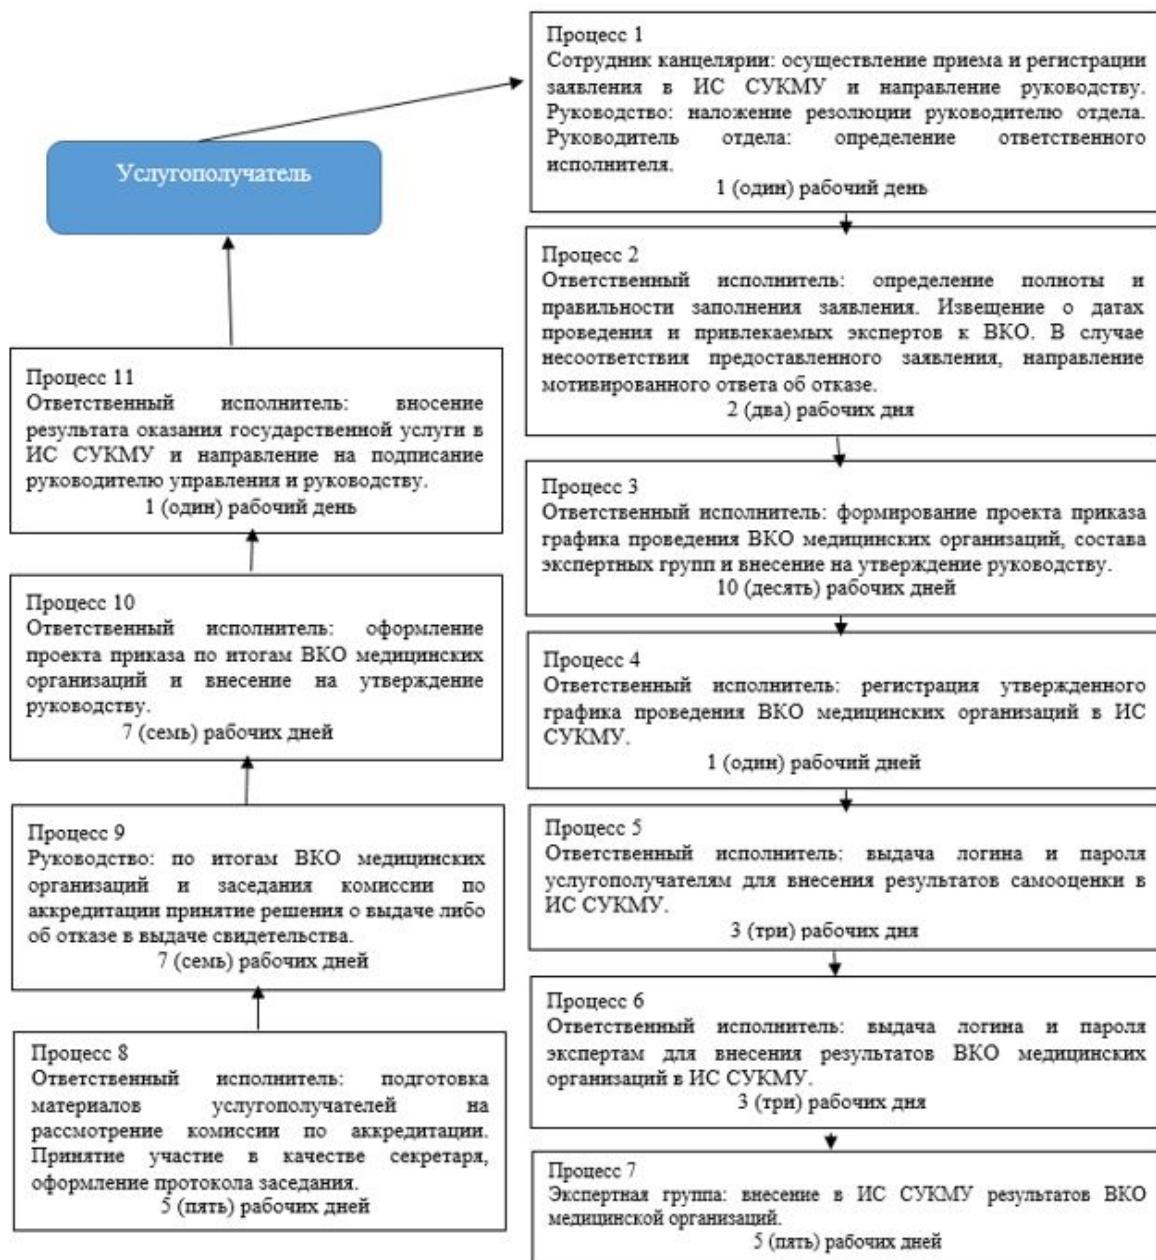 Услугополучатель
Процесс 1
Сотрудник канцелярии: осуществление приема и регистрации
заявления в ИС СУКМУ и направление руководству.
Руководство: наложение резолюции руководителю отдела.
Руководитель отдела: определение ответственного
исполнителя.
1 (один) рабочий день
Процесс 2
Ответственный исполнитель: определение полноты и
правильности заполнения заявления. Извещение о датах
проведения и привлекаемых экспертов к ВКО. В случае
несоответствия предоставленного заявления, направление
мотивированного ответа об отказе.
2 (два) рабочих дня
Процесс 3
Ответственный исполнитель: формирование проекта приказа
графика проведения ВКО медицинских организаций, состава
экспертных групп и внесение на утверждение руководству.
10 (десять) рабочих дней
Процесс 4
Ответственный исполнитель: регистрация утвержденного
графика проведения ВКО медицинских организаций в ИС
СУКМУ.
1 (один) рабочий дней
Процесс 5
Ответственный исполнитель: выдача логина и пароля
услугополучателям для внесения результатов самооценки в
ИС СУКМУ.
3 (три) рабочих дня
Процесс 6
Ответственный исполнитель: выдача логина и пароля
экспертам для внесения результатов ВКО медицинских
организаций в ИС СУКМУ.
3 (три) рабочих дня
Процесс 7
Экспертная группа: внесение в ИС СУКМУ результатов ВКО
медицинской организаций.
5 (пять) рабочих дней
Процесс 8
Ответственный исполнитель: подготовка
материалов услугополучателей на
рассмотрение комиссии по аккредитации.
Принятие участие в качестве секретаря,
оформление протокола заседания.
5 (пять) рабочих дней
Процесс 9
Руководство: по итогам ВКО медицинских
организаций и заседания комиссии по
аккредитации принятие решения о выдаче либо
об отказе в выдаче свидетельства.
7 (семь) рабочих дней
Процесс 10
Ответственный исполнитель: оформление
проекта приказа по итогам ВКО медицинских
организаций и внесение на утверждение
руководству.
7 (семь) рабочих дней
Процесс 11
Ответственный исполнитель: вносение
результата оказания государственной услуги в
ИС СУКМУ и направление на подписание
руководителю управления и руководству.
1 (один) рабочий день